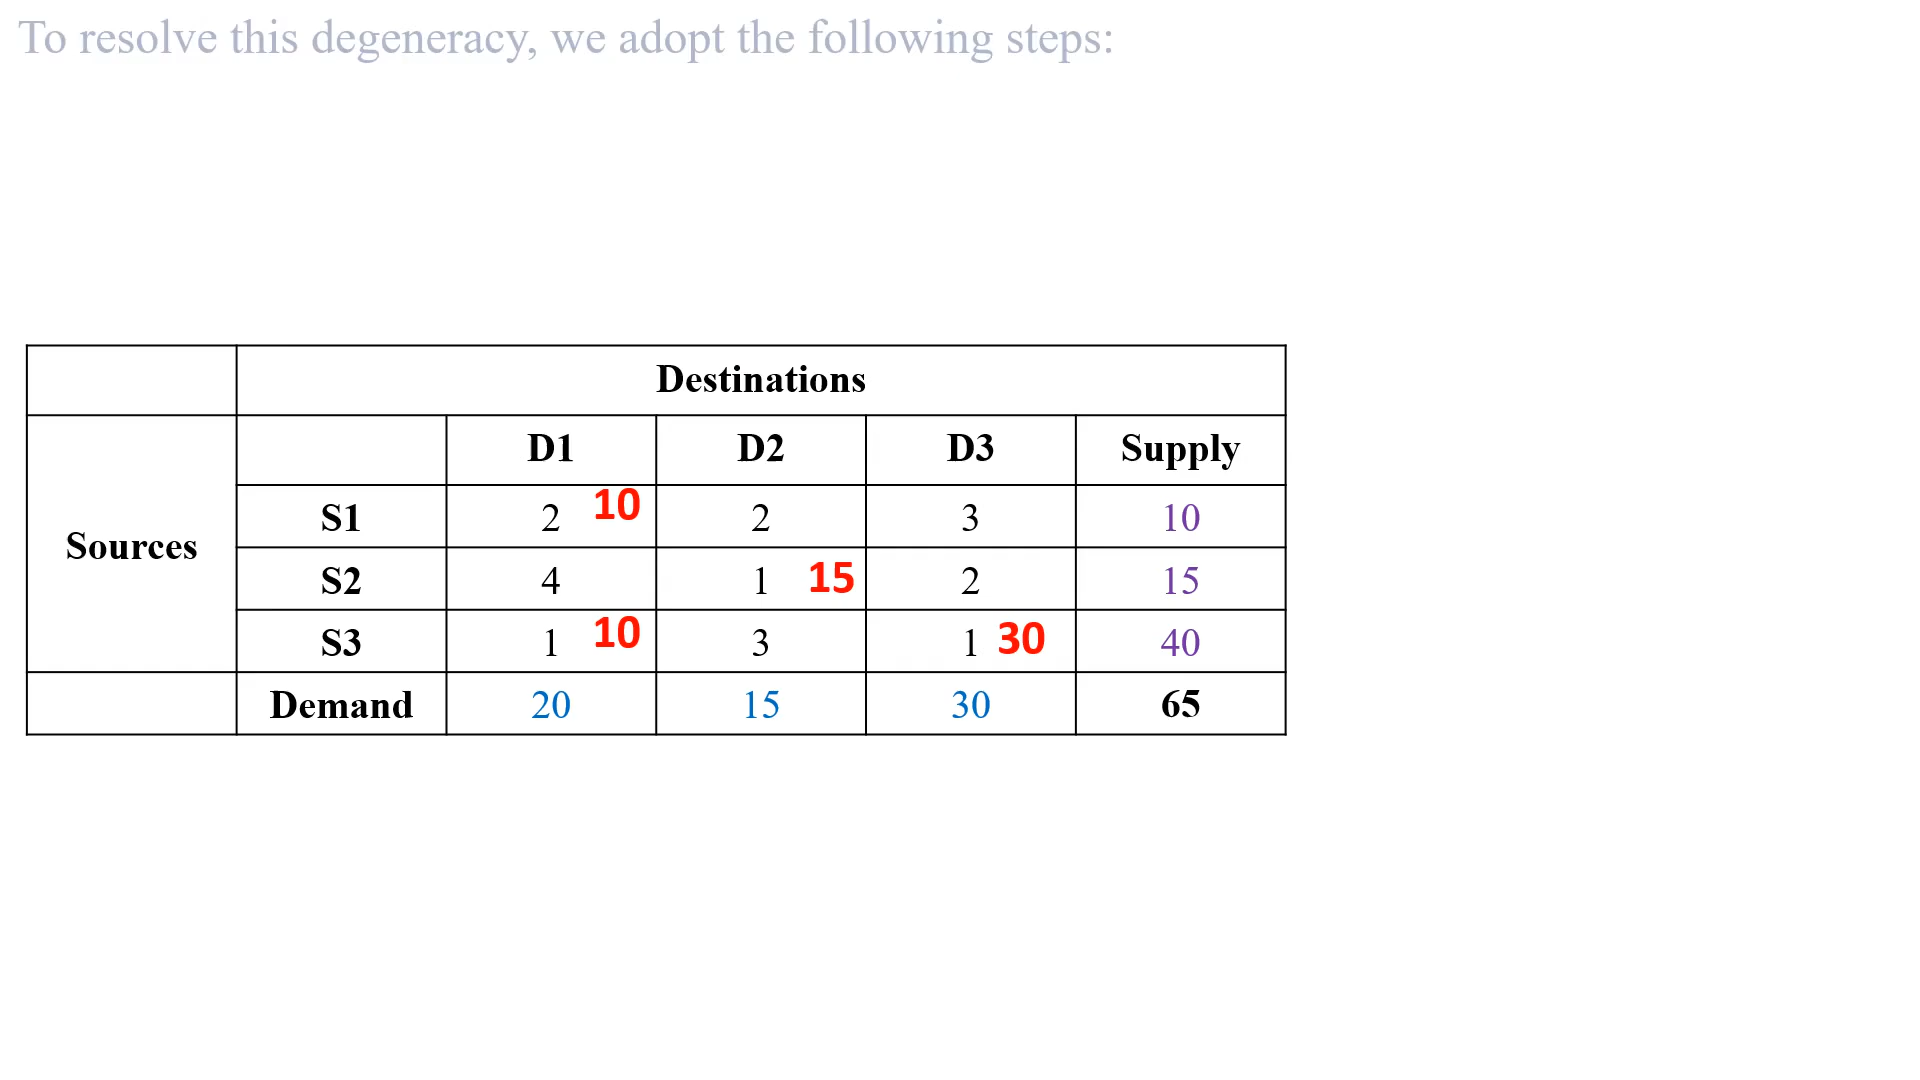 To resolve this degeneracy, we adopt the following steps:
Destinations
D1 D2 D3 Supply
Sources
S1 2 10 2 3 10
S2 4 1 15 2 15
S3 1 10 3 1 30 40
Demand 20 15 30 65